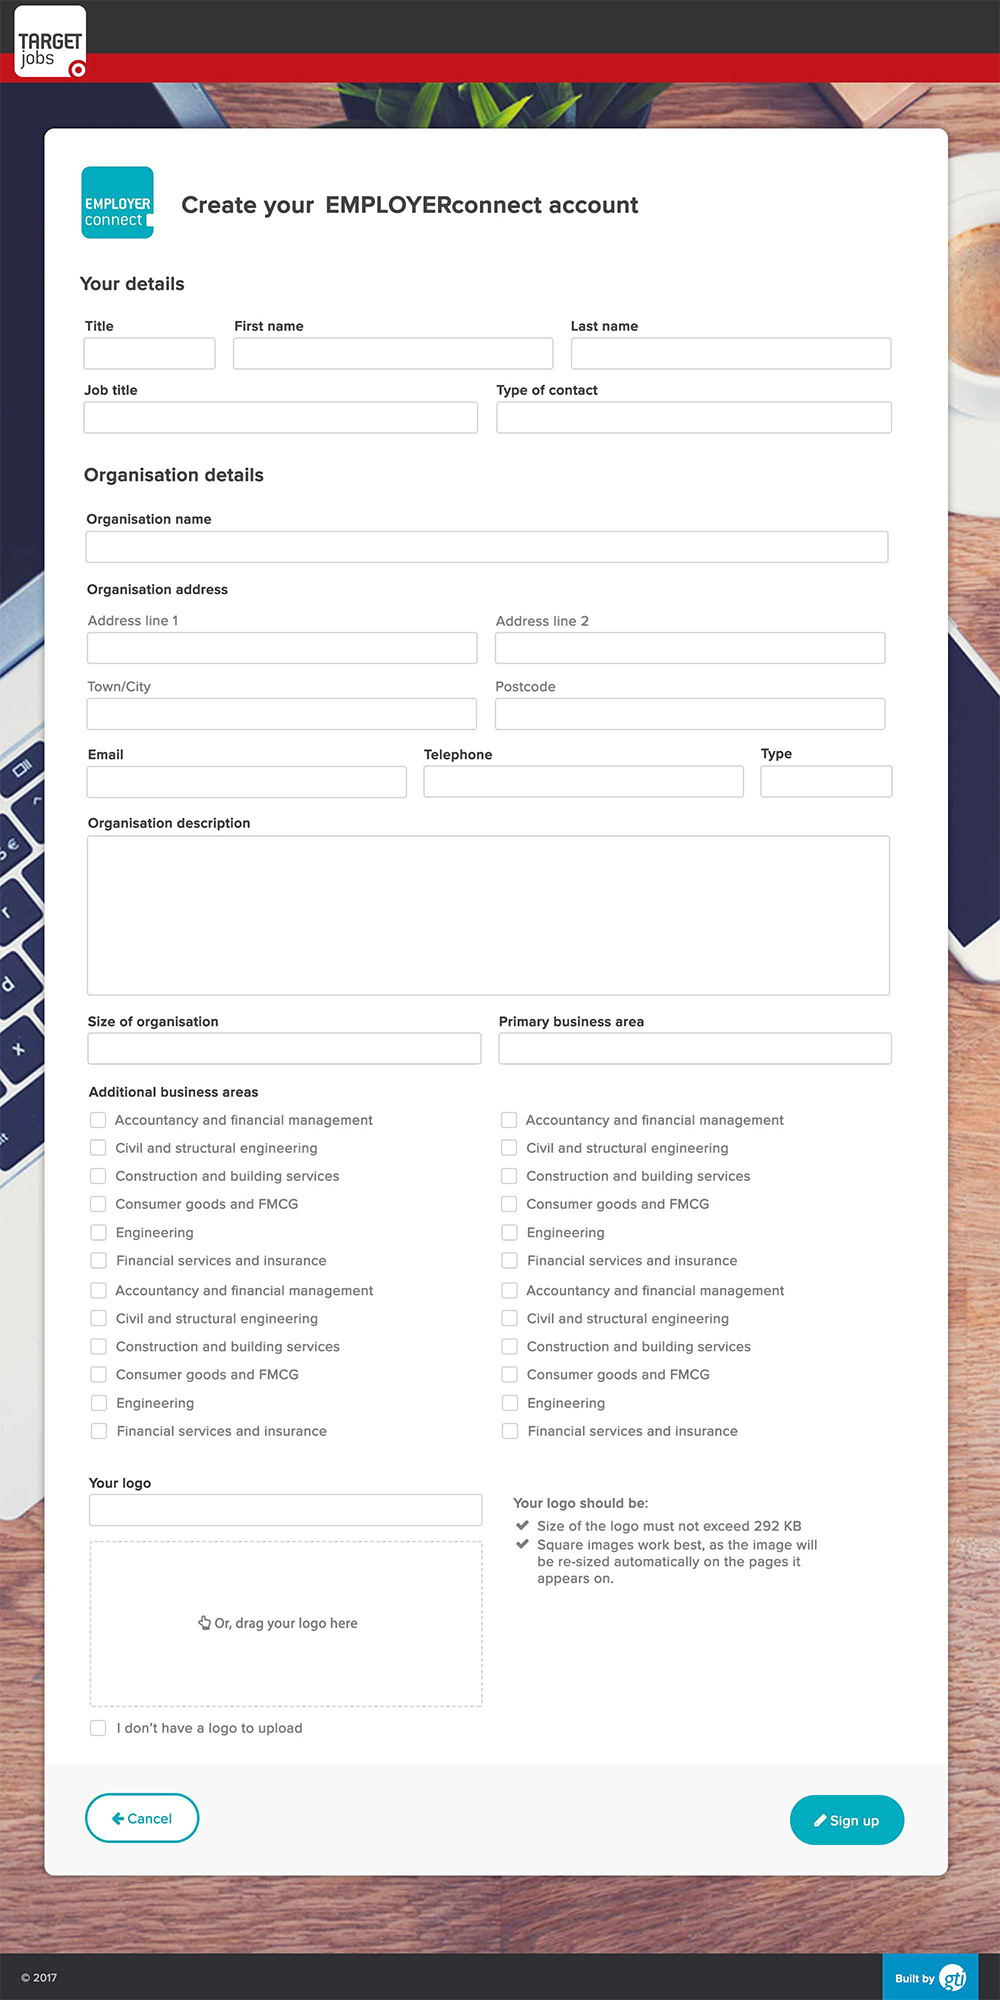 TARGET
jobs
EMPLOYER
connect
Create your EMPLOYERconnect account
Your details
Title
First name
Last name
Job title
Type of contact
Organisation details
Organisation name
Organisation address
Address line 1
Address line 2
Town/City
Postcode
Email
Telephone
Type
Organisation description
Size of organisation
Primary business area
Additional business areas
Accountancy and financial management
Civil and structural engineering
Construction and building services
Consumer goods and FMCG
Engineering
Financial services and insurance
Accountancy and financial management
Civil and structural engineering
Construction and building services
Consumer goods and FMCG
Engineering
Financial services and insurance
Accountancy and financial management
Civil and structural engineering
Construction and building services
Consumer goods and FMCG
Engineering
Financial services and insurance
Accountancy and financial management
Civil and structural engineering
Construction and building services
Consumer goods and FMCG
Engineering
Financial services and insurance
Your logo
Or, drag your logo here
I don't have a logo to upload
Your logo should be:
Size of the logo must not exceed 292 KB
Square images work best, as the image will
be re-sized automatically on the pages it
appears on.
Cancel
Sign up
© 2017
Built by gti